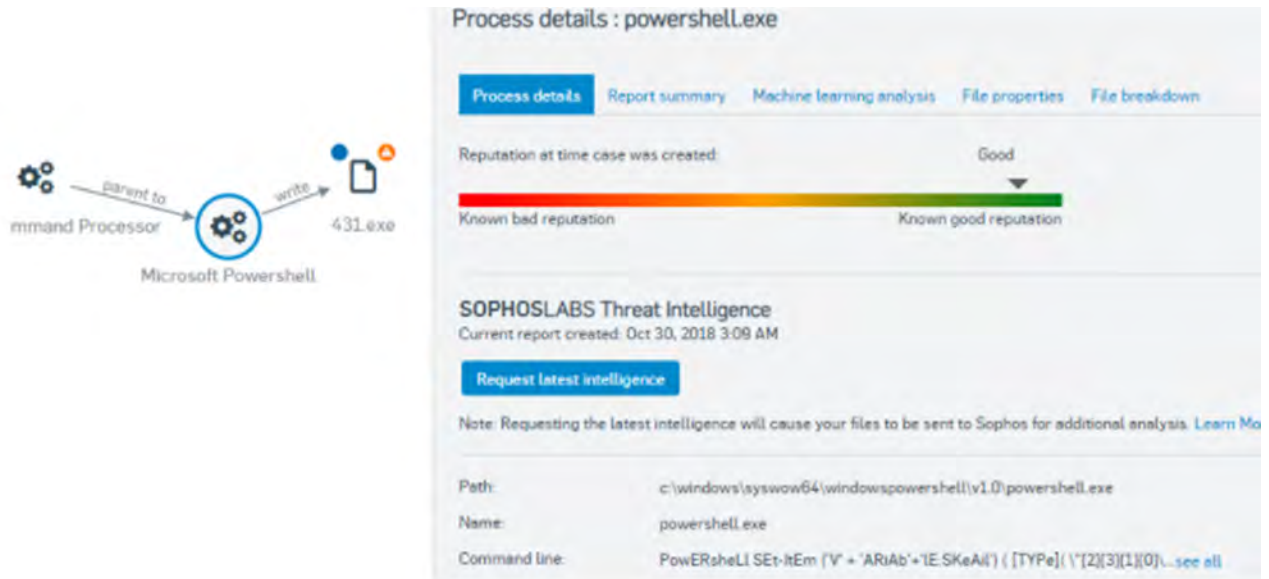 Process details : powershell.exe
Process details Report summary Machine learning analysis File properties File breakdown
Reputation at time case was created: Good
Known bad reputation Known good reputation
parent to
write
mmand Processor
431.exe
Microsoft Powershell
SOPHOSLABS Threat Intelligence
Current report created: Oct 30, 2018 3:09 AM
Request latest intelligence
Note: Requesting the latest intelligence will cause your files to be sent to Sophos for additional analysis. Learn Mo
Path: c:\windows\syswow64\windowspowershell\v1.0\powershell.exe
Name: powershell.exe
Command line: PowERsheLl SEt-ItEm ('V' + 'ARiAb'+'lE:SKeAil') ( [TYPe]( \"{2}{3}{1}{0}\...see all